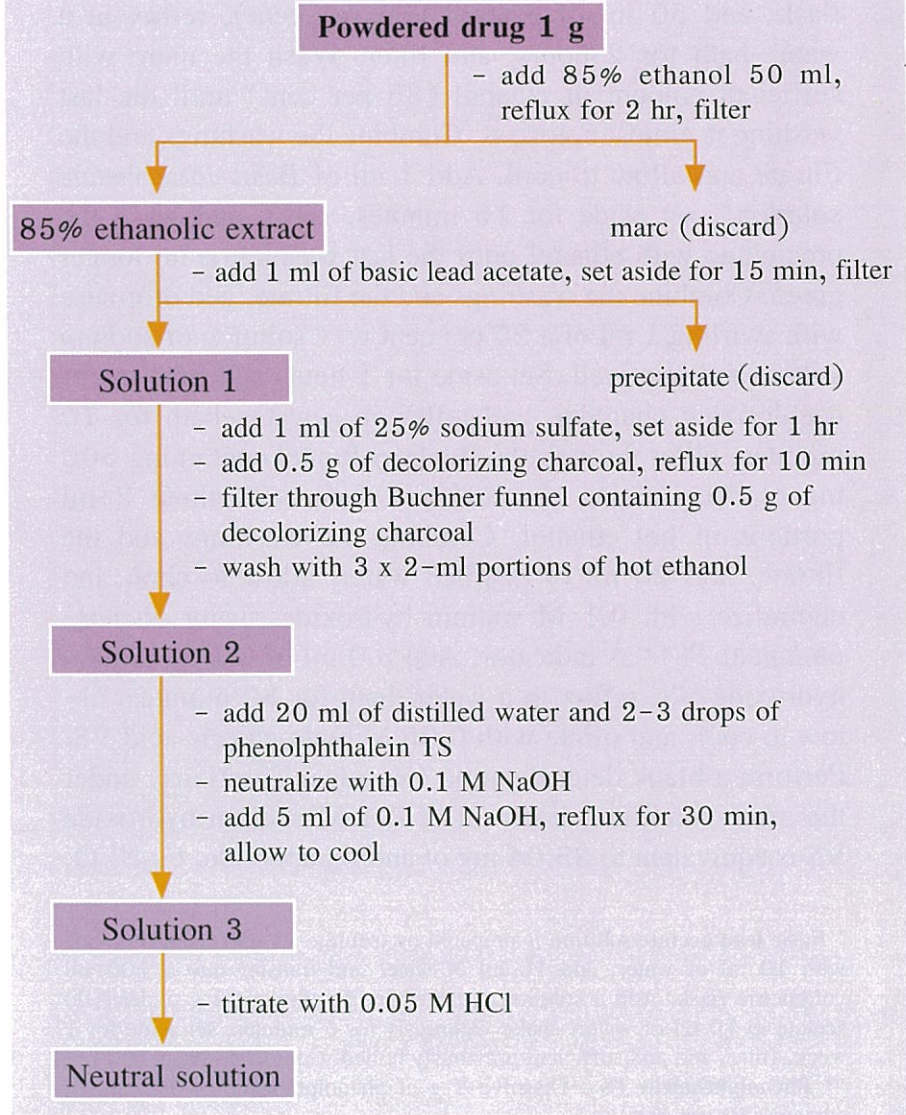 Powdered drug 1 g
- add 85% ethanol 50 ml,
reflux for 2 hr, filter
85% ethanolic extract
marc (discard)
- add 1 ml of basic lead acetate, set aside for 15 min, filter
Solution 1
precipitate (discard)
- add 1 ml of 25% sodium sulfate, set aside for 1 hr
- add 0.5 g of decolorizing charcoal, reflux for 10 min
- filter through Buchner funnel containing 0.5 g of
decolorizing charcoal
- wash with 3 x 2-ml portions of hot ethanol
Solution 2
- add 20 ml of distilled water and 2-3 drops of
phenolphthalein TS
- neutralize with 0.1 M NaOH
- add 5 ml of 0.1 M NaOH, reflux for 30 min,
allow to cool
Solution 3
- titrate with 0.05 M HCl
Neutral solution